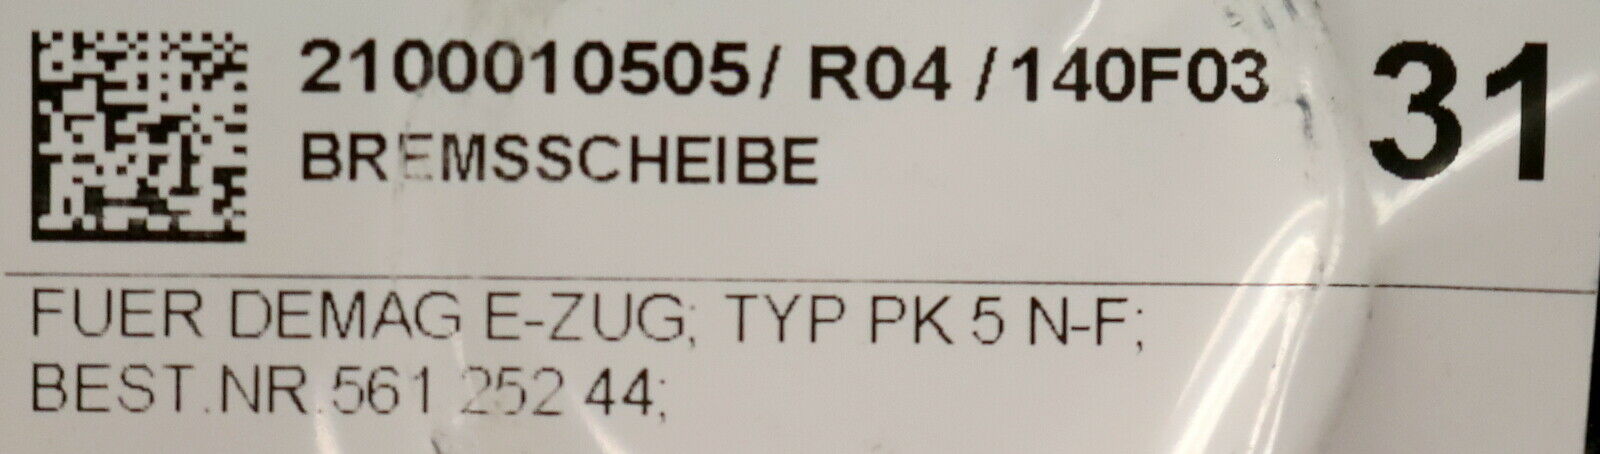 2100010505/ R04 /140F03 31
BREMSSCHEIBE
FUER DEMAG E-ZUG; TYP PK 5 N-F;
BEST.NR.561 252 44;